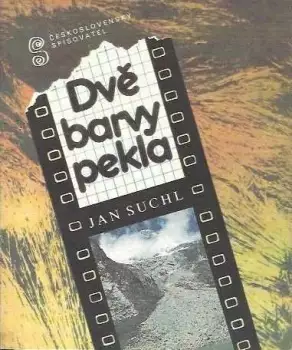 ČESKOSLOVENSKÝ
SPISOVATEL
Dvě
barvy
pekla
JAN SUCHL